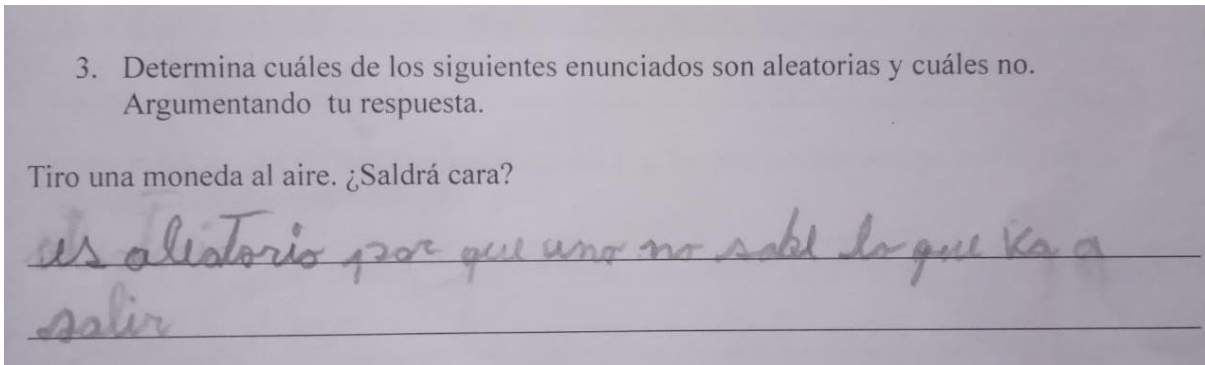 3. Determina cuáles de los siguientes enunciados son aleatorias y cuáles no.
Argumentando tu respuesta.
Tiro una moneda al aire. ¿Saldrá cara?
es aleatorio por que uno no sabe lo que va a
salir